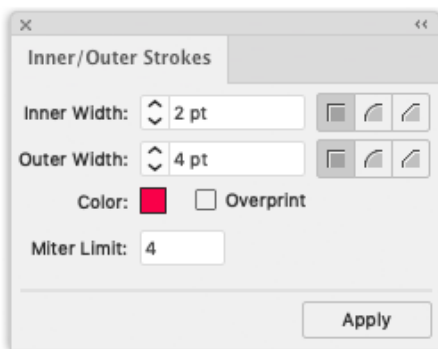 Inner/Outer Strokes
Inner Width: 2 pt
Outer Width: 4 pt
Color: Overprint
Miter Limit: 4
Apply